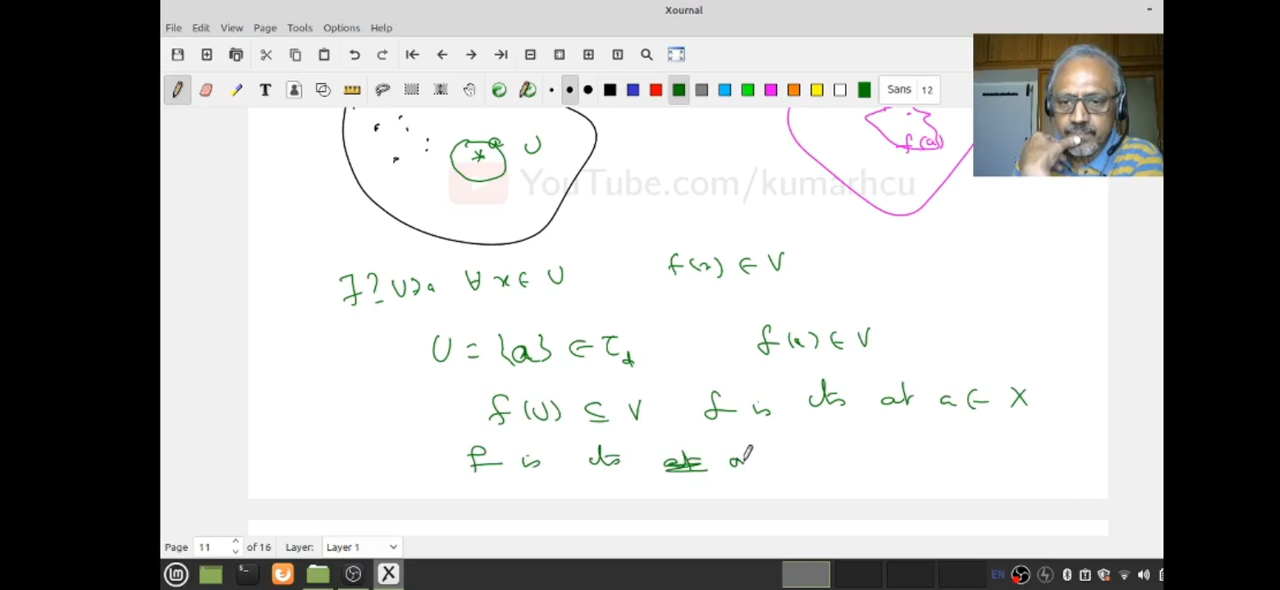 Xournal
File Edit View Page Tools Options Help
Sans 12
a U
f(a)
YouTube.com/kumarhcu
∃? U∋a ∀ x ∈ U f(x) ∈ V
U = {a} ∈ τ_d f(a) ∈ V
f(U) ⊆ V f is cts at a ∈ X
f is cts at
Page 11 of 16 Layer: Layer 1
EN